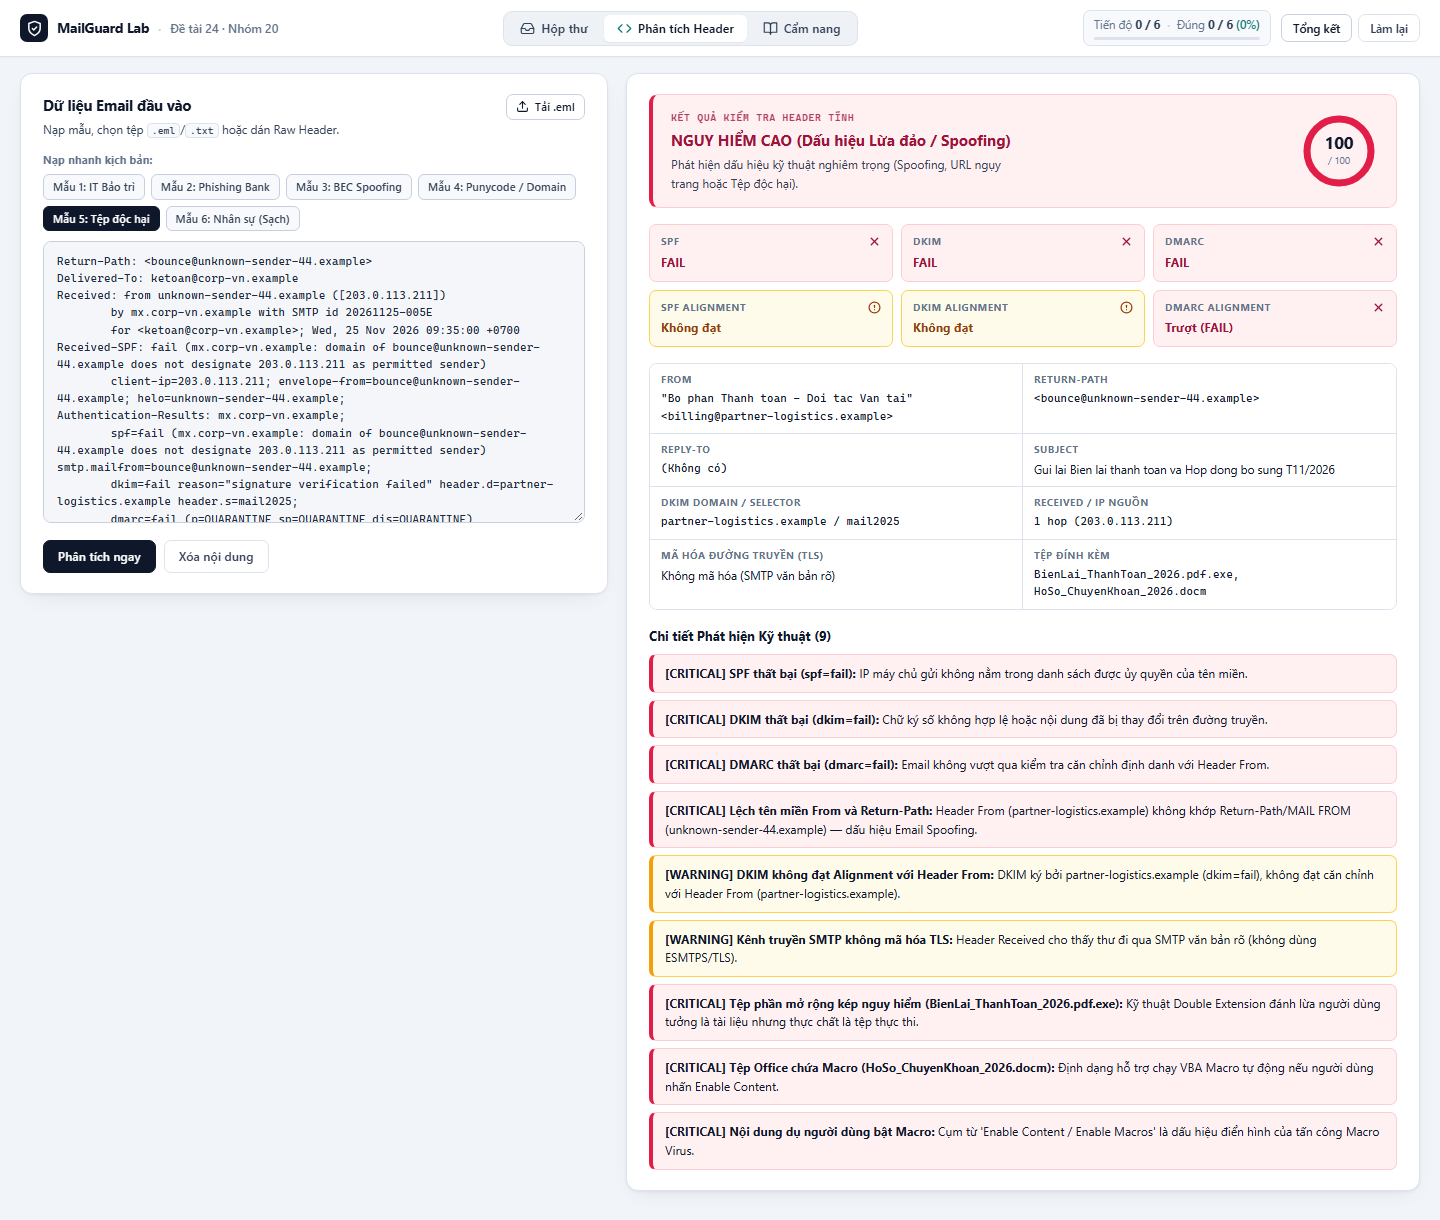 MailGuard Lab · Đề tài 24 · Nhóm 20
Hộp thư
Phân tích Header
Cẩm nang
Tiến độ 0 / 6 · Đúng 0 / 6 (0%)
Tổng kết
Làm lại
Dữ liệu Email đầu vào
Nạp mẫu, chọn tệp .eml/.txt hoặc dán Raw Header.
Tải .eml
Nạp nhanh kịch bản:
Mẫu 1: IT Bảo trì
Mẫu 2: Phishing Bank
Mẫu 3: BEC Spoofing
Mẫu 4: Punycode / Domain
Mẫu 5: Tệp độc hại
Mẫu 6: Nhân sự (Sạch)
Return-Path: <bounce@unknown-sender-44.example>
Delivered-To: ketoan@corp-vn.example
Received: from unknown-sender-44.example ([203.0.113.211])
by mx.corp-vn.example with SMTP id 20261125-005E
for <ketoan@corp-vn.example>; Wed, 25 Nov 2026 09:35:00 +0700
Received-SPF: fail (mx.corp-vn.example: domain of bounce@unknown-sender-
44.example does not designate 203.0.113.211 as permitted sender)
client-ip=203.0.113.211; envelope-from=bounce@unknown-sender-
44.example; helo=unknown-sender-44.example;
Authentication-Results: mx.corp-vn.example;
spf=fail (mx.corp-vn.example: domain of bounce@unknown-sender-
44.example does not designate 203.0.113.211 as permitted sender)
smtp.mailfrom=bounce@unknown-sender-44.example;
dkim=fail reason="signature verification failed" header.d=partner-
logistics.example header.s=mail2025;
dmarc=fail (p=QUARANTINE sp=QUARANTINE dis=QUARANTINE)
Phân tích ngay
Xóa nội dung
KẾT QUẢ KIỂM TRA HEADER TĨNH
NGUY HIỂM CAO (Dấu hiệu Lừa đảo / Spoofing)
Phát hiện dấu hiệu kỹ thuật nghiêm trọng (Spoofing, URL ngụy
trang hoặc Tệp độc hại).
100
/ 100
SPF
FAIL
DKIM
FAIL
DMARC
FAIL
SPF ALIGNMENT
Không đạt
DKIM ALIGNMENT
Không đạt
DMARC ALIGNMENT
Trượt (FAIL)
FROM
"Bo phan Thanh toan - Doi tac Van tai"
<billing@partner-logistics.example>
RETURN-PATH
<bounce@unknown-sender-44.example>
REPLY-TO
(Không có)
SUBJECT
Gui lai Bien lai thanh toan va Hop dong bo sung T11/2026
DKIM DOMAIN / SELECTOR
partner-logistics.example / mail2025
RECEIVED / IP NGUỒN
1 hop (203.0.113.211)
MÃ HÓA ĐƯỜNG TRUYỀN (TLS)
Không mã hóa (SMTP văn bản rõ)
TỆP ĐÍNH KÈM
BienLai_ThanhToan_2026.pdf.exe,
HoSo_ChuyenKhoan_2026.docm
Chi tiết Phát hiện Kỹ thuật (9)
[CRITICAL] SPF thất bại (spf=fail): IP máy chủ gửi không nằm trong danh sách được ủy quyền của tên miền.
[CRITICAL] DKIM thất bại (dkim=fail): Chữ ký số không hợp lệ hoặc nội dung đã bị thay đổi trên đường truyền.
[CRITICAL] DMARC thất bại (dmarc=fail): Email không vượt qua kiểm tra căn chỉnh định danh với Header From.
[CRITICAL] Lệch tên miền From và Return-Path: Header From (partner-logistics.example) không khớp Return-Path/MAIL FROM
(unknown-sender-44.example) — dấu hiệu Email Spoofing.
[WARNING] DKIM không đạt Alignment với Header From: DKIM ký bởi partner-logistics.example (dkim=fail), không đạt căn chỉnh
với Header From (partner-logistics.example).
[WARNING] Kênh truyền SMTP không mã hóa TLS: Header Received cho thấy thư đi qua SMTP văn bản rõ (không dùng
ESMTPS/TLS).
[CRITICAL] Tệp phần mở rộng kép nguy hiểm (BienLai_ThanhToan_2026.pdf.exe): Kỹ thuật Double Extension đánh lừa người dùng
tưởng là tài liệu nhưng thực chất là tệp thực thi.
[CRITICAL] Tệp Office chứa Macro (HoSo_ChuyenKhoan_2026.docm): Định dạng hỗ trợ chạy VBA Macro tự động nếu người dùng
nhấn Enable Content.
[CRITICAL] Nội dung dụ người dùng bật Macro: Cụm từ 'Enable Content / Enable Macros' là dấu hiệu điển hình của tấn công Macro
Virus.